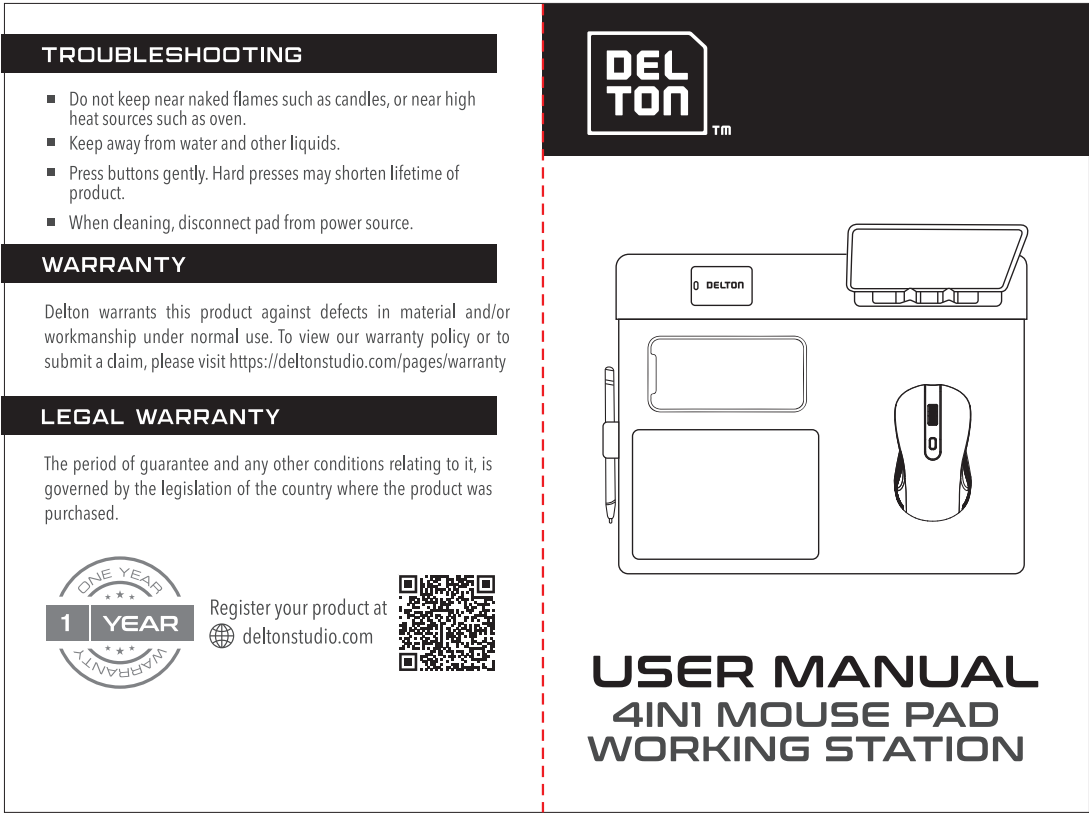 TROUBLESHOOTING
Do not keep near naked flames such as candles, or near high
heat sources such as oven.
Keep away from water and other liquids.
Press buttons gently. Hard presses may shorten lifetime of
product.
When cleaning, disconnect pad from power source.
WARRANTY
Delton warrants this product against defects in material and/or
workmanship under normal use. To view our warranty policy or to
submit a claim, please visit https://deltonstudio.com/pages/warranty
LEGAL WARRANTY
The period of guarantee and any other conditions relating to it, is
governed by the legislation of the country where the product was
purchased.
ONE YEAR
1 YEAR
WARRANTY
Register your product at
deltonstudio.com
DEL
TON
TM
DELTON
USER MANUAL
4IN1 MOUSE PAD
WORKING STATION